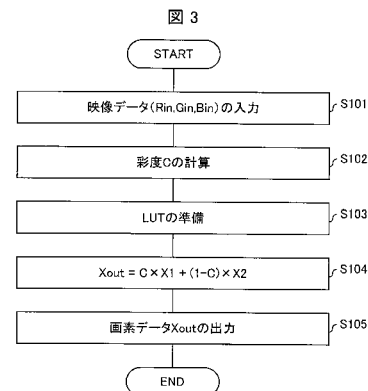 図 3
START
映像データ(Rin,Gin,Bin)の入力
S101
彩度Cの計算
S102
LUTの準備
S103
Xout = C×X1+(1-C)×X2
S104
画素データXoutの出力
S105
END